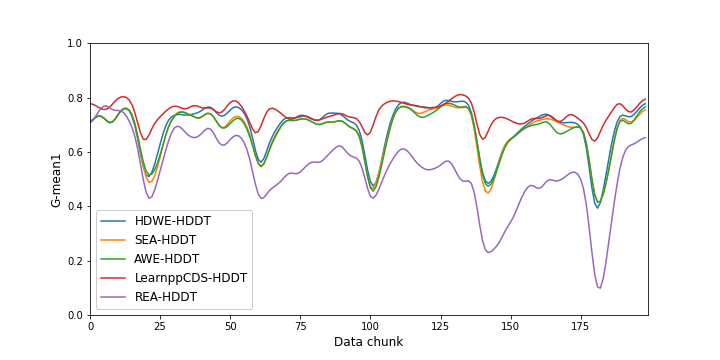 1.0
0.8
0.6
0.4
0.2
0.0
G-mean1
HDWE-HDDT
SEA-HDDT
AWE-HDDT
LearnppCDS-HDDT
REA-HDDT
0 25 50 75 100 125 150 175
Data chunk